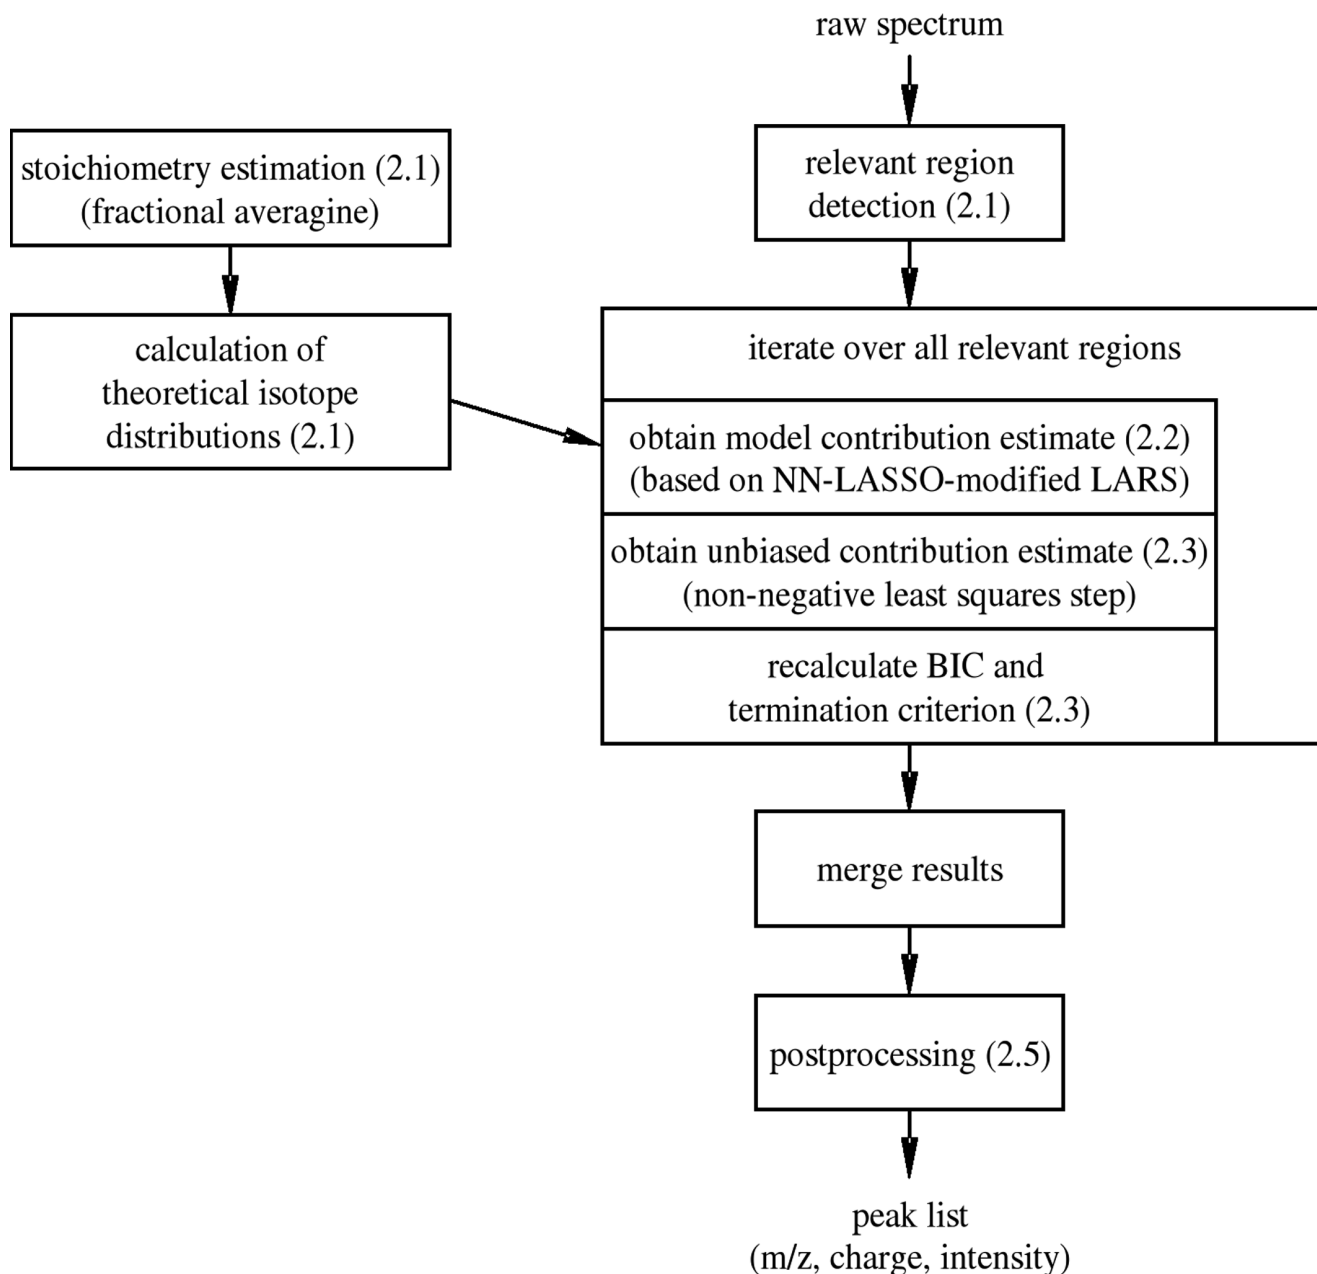 raw spectrum
stoichiometry estimation (2.1)
(fractional averagine)
relevant region
detection (2.1)
calculation of
theoretical isotope
distributions (2.1)
iterate over all relevant regions
obtain model contribution estimate (2.2)
(based on NN-LASSO-modified LARS)
obtain unbiased contribution estimate (2.3)
(non-negative least squares step)
recalculate BIC and
termination criterion (2.3)
merge results
postprocessing (2.5)
peak list
(m/z, charge, intensity)